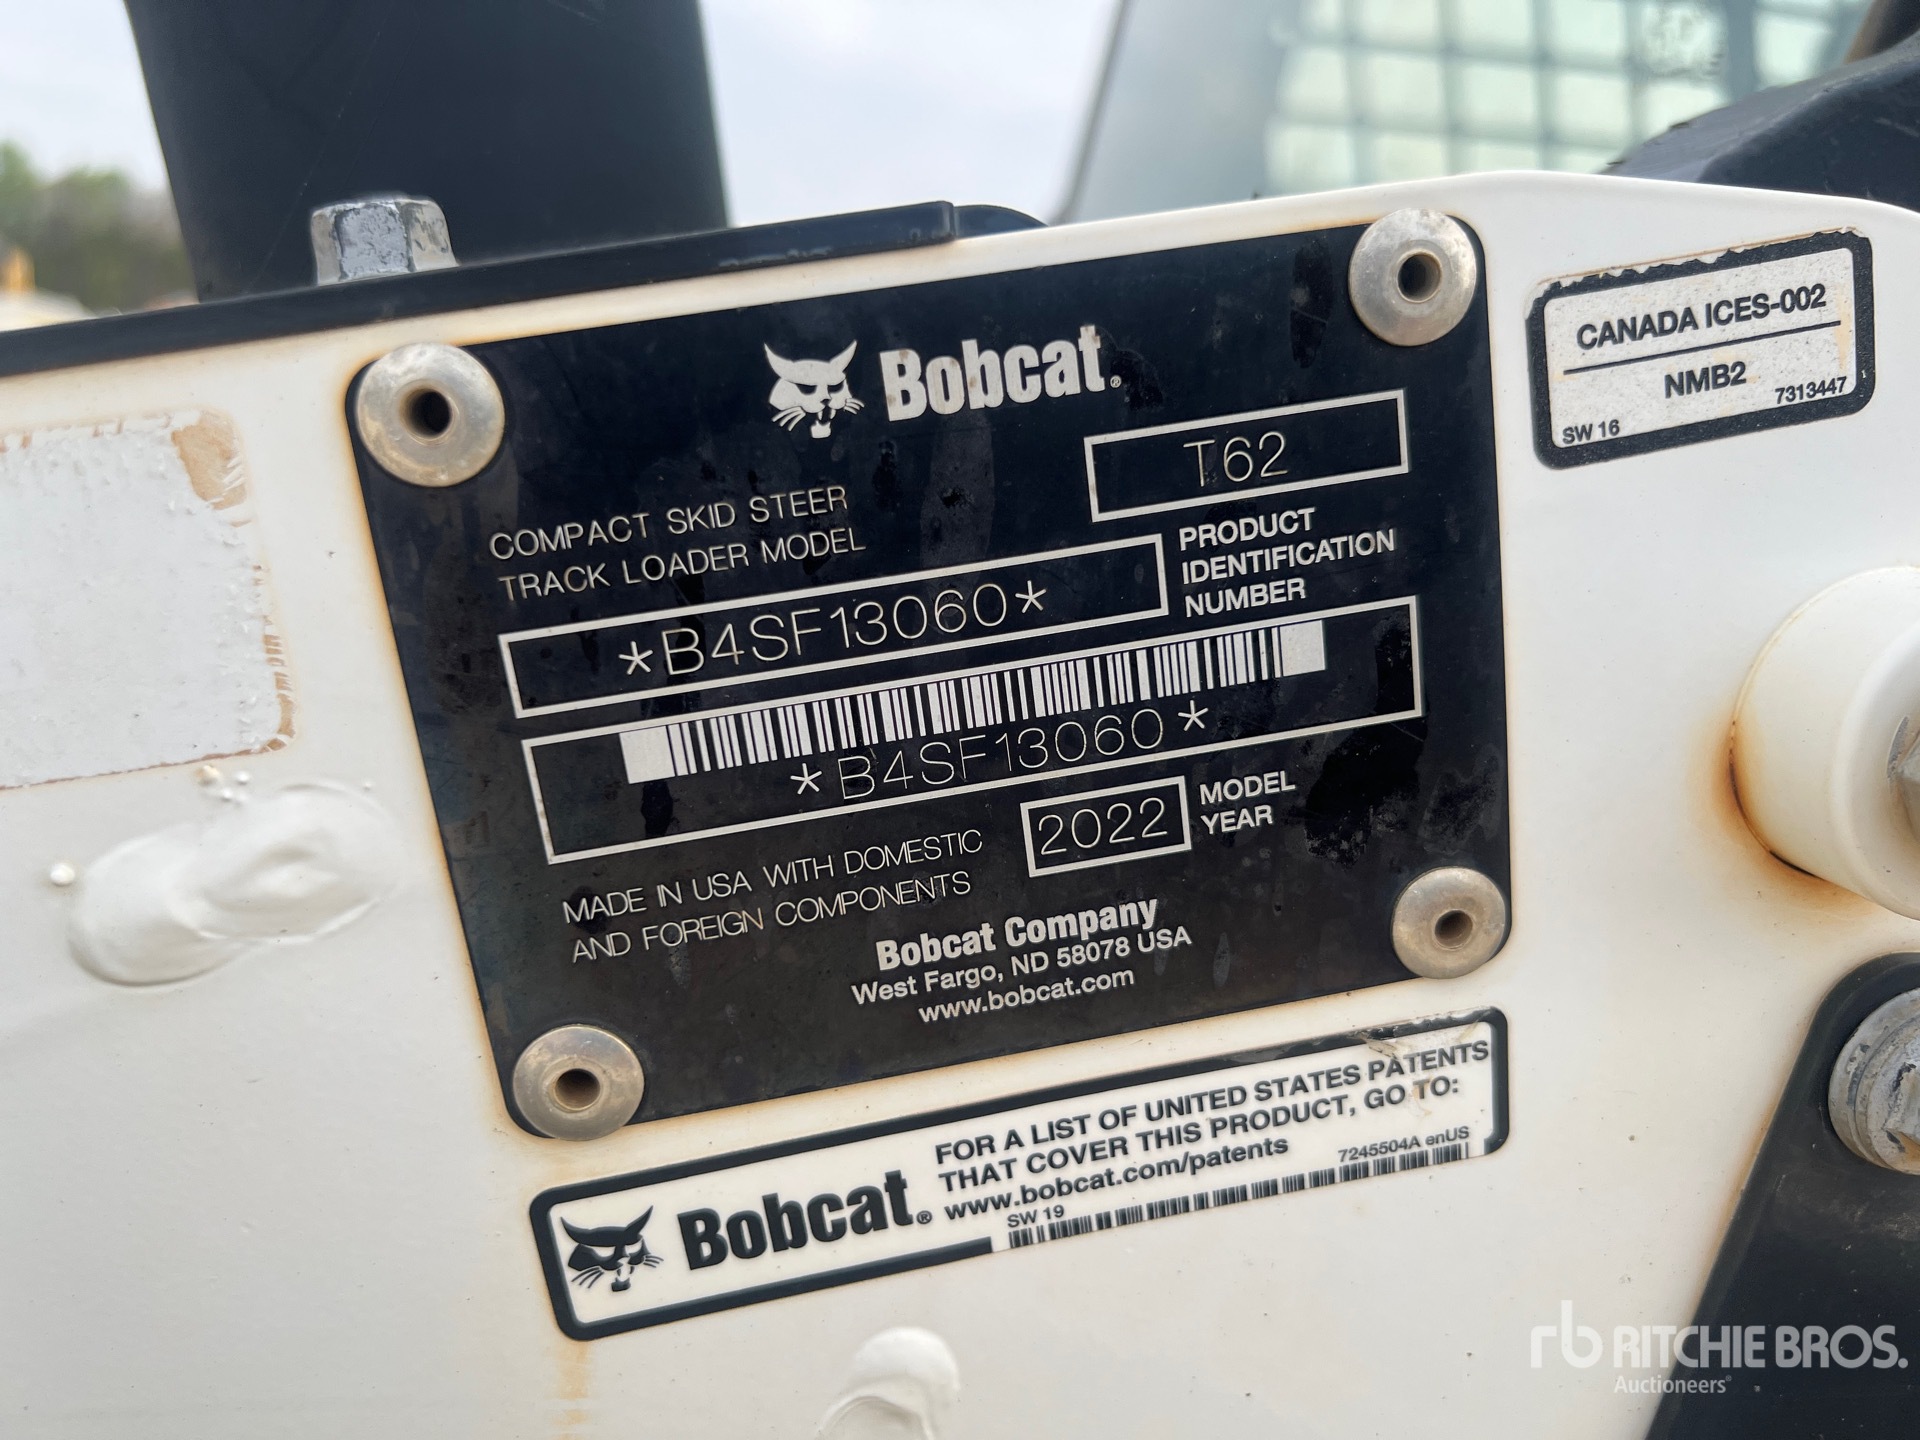 Bobcat®
COMPACT SKID STEER
TRACK LOADER MODEL
T62
*B4SF13060*
PRODUCT
IDENTIFICATION
NUMBER
*B4SF13060*
MADE IN USA WITH DOMESTIC
AND FOREIGN COMPONENTS
2022
MODEL
YEAR
Bobcat Company
West Fargo, ND 58078 USA
www.bobcat.com
CANADA ICES-002
NMB2
SW 16
7313447
Bobcat®
FOR A LIST OF UNITED STATES PATENTS
THAT COVER THIS PRODUCT, GO TO:
www.bobcat.com/patents
7245504A enUS
SW 19
rb RITCHIE BROS.
Auctioneers®